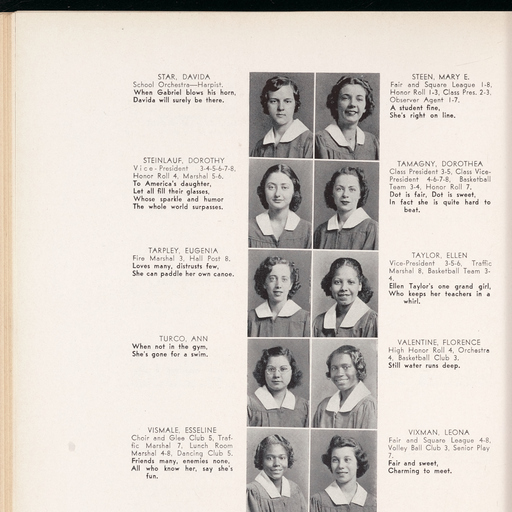 STAR, DAVIDA
School Orchestra—Harpist.
When Gabriel blows his horn,
Davida will surely be there.
STEEN, MARY E.
Fair and Square League 1-8,
Honor Roll 1-3, Class Pres. 2-3,
Observer Agent 1-7.
A student fine,
She's right on line.
STEINLAUF, DOROTHY
Vice-President 3-4-5-6-7-8,
Honor Roll 4, Marshal 5-6,
To America's daughter,
Let all fill their glasses,
Whose sparkle and humor
The whole world surpasses.
TAMAGNY, DOROTHEA
Class President 3-5, Class Vice-
President 4-6-7-8, Basketball
Team 3-4, Honor Roll 7,
Dot is fair, Dot is sweet,
In fact she is quite hard to
beat.
TARPLEY, EUGENIA
Fire Marshal 3, Hall Post 8.
Loves many, distrusts few,
She can paddle her own canoe.
TAYLOR, ELLEN
Vice-President 3-5-6, Traffic
Marshal 8, Basketball Team 3-
4.
Ellen Taylor's one grand girl,
Who keeps her teachers in a
whirl.
TURCO, ANN
When not in the gym,
She's gone for a swim.
VALENTINE, FLORENCE
High Honor Roll 4, Orchestra
4, Basketball Club 3.
Still water runs deep.
VISMALE, ESSELINE
Choir and Glee Club 5, Traf-
fic Marshal 7, Lunch Room
Marshal 4-8, Dancing Club 5.
Friends many, enemies none,
All who know her, say she's
fun.
VIXMAN, LEONA
Fair and Square League 4-8,
Volley Ball Club 3, Senior Play
7.
Fair and sweet,
Charming to meet.